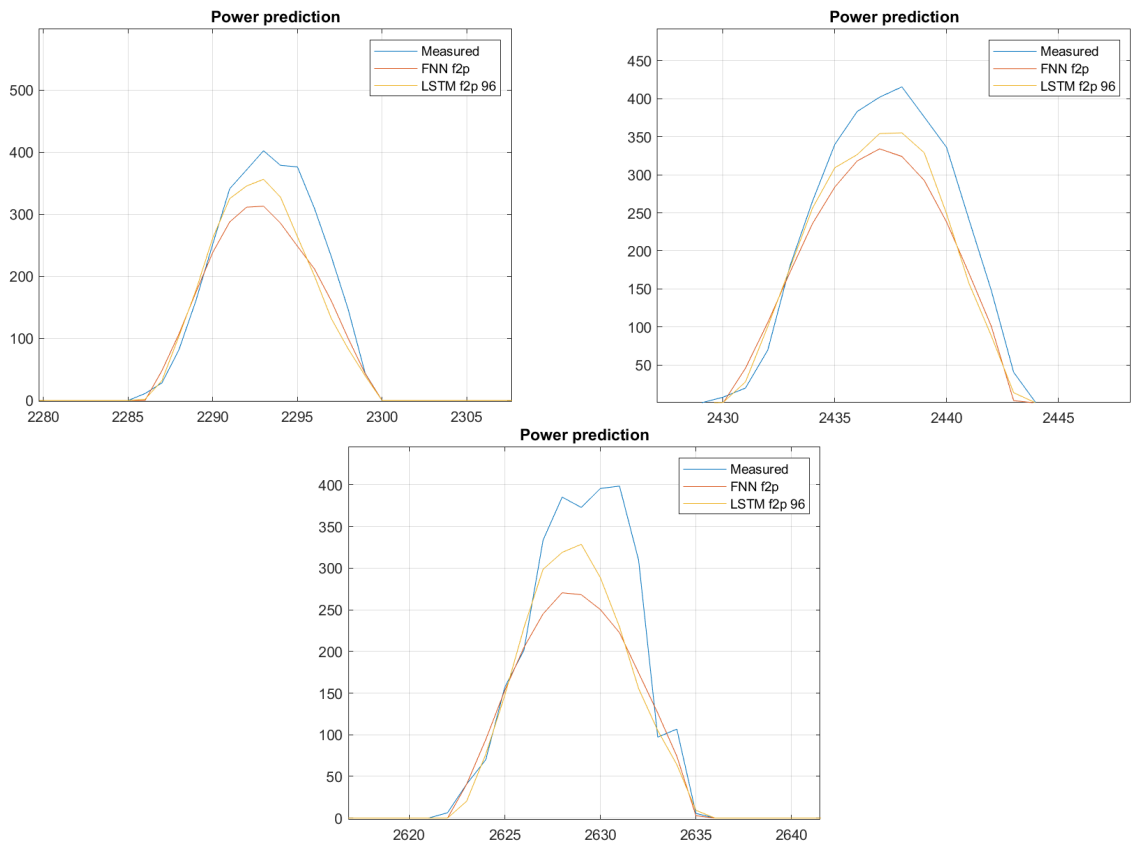 Power prediction
Measured
FNN f2p
LSTM f2p 96
500
400
300
200
100
0
2280 2285 2290 2295 2300 2305
Power prediction
Measured
FNN f2p
LSTM f2p 96
450
400
350
300
250
200
150
100
50
2430 2435 2440 2445
Power prediction
Measured
FNN f2p
LSTM f2p 96
400
350
300
250
200
150
100
50
0
2620 2625 2630 2635 2640